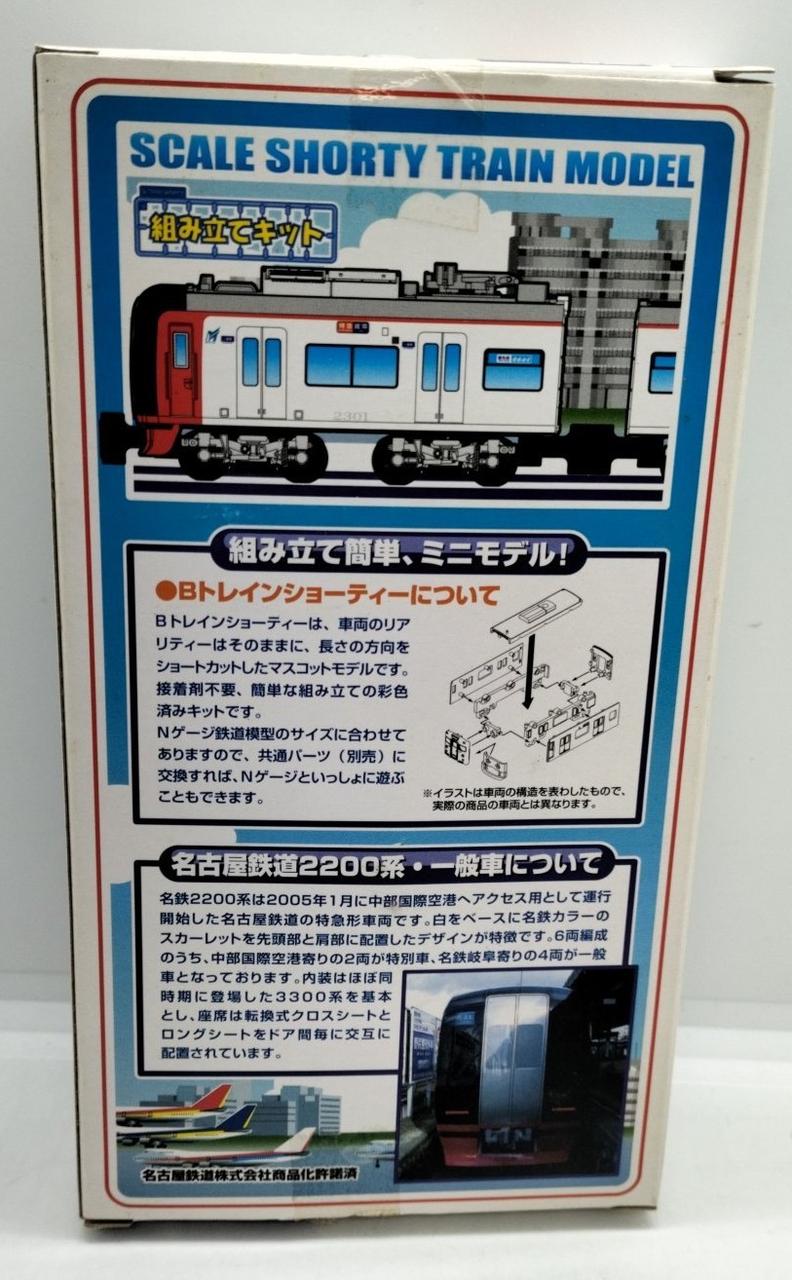 SCALE SHORTY TRAIN MODEL
組み立てキット
特急 岐阜
2301
組み立て簡単、ミニモデル!
●Bトレインショーティーについて
Bトレインショーティーは、車両のリア
リティーはそのままに、長さの方向を
ショートカットしたマスコットモデルです。
接着剤不要、簡単な組み立ての彩色
済みキットです。
Nゲージ鉄道模型のサイズに合わせて
ありますので、共通パーツ(別売)に
交換すれば、Nゲージといっしょに遊ぶ
こともできます。
※イラストは車両の構造を表わしたもので、
実際の商品の車両とは異なります。
名古屋鉄道2200系・一般車について
名鉄2200系は2005年1月に中部国際空港へアクセス用として運行
開始した名古屋鉄道の特急形車両です。白をベースに名鉄カラーの
スカーレットを先頭部と肩部に配置したデザインが特徴です。6両編成
のうち、中部国際空港寄りの2両が特別車、名鉄岐阜寄りの4両が一般
車となっております。内装はほぼ同
時期に登場した3300系を基本
とし、座席は転換式クロスシートと
ロングシートをドア間毎に交互に
配置されています。
名古屋鉄道株式会社商品化許諾済